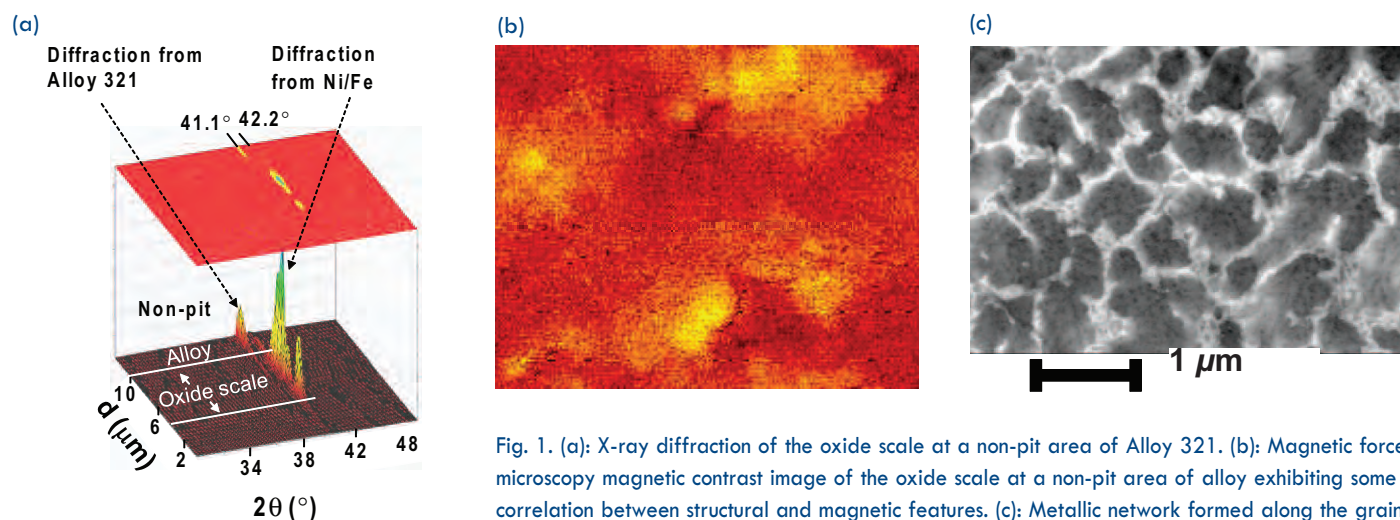 (a)
Diffraction from
Alloy 321
Diffraction
from Ni/Fe
41.1° 42.2°
Non-pit
Alloy
Oxide scale
10
6
2
d (μm)
34
38
42
48
2θ (°)
(b)
(c)
1 μm
Fig. 1. (a): X-ray diffraction of the oxide scale at a non-pit area of Alloy 321. (b): Magnetic force
microscopy magnetic contrast image of the oxide scale at a non-pit area of alloy exhibiting some
correlation between structural and magnetic features. (c): Metallic network formed along the grain